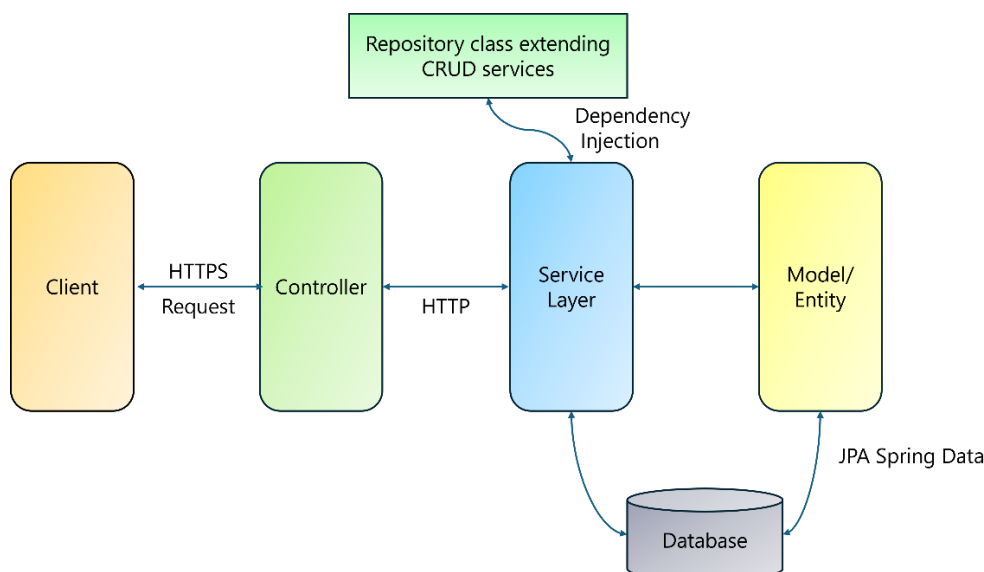 Repository class extending
CRUD services
Dependency
Injection
Client
HTTPS
Request
Controller
HTTP
Service
Layer
Model/
Entity
JPA Spring Data
Database